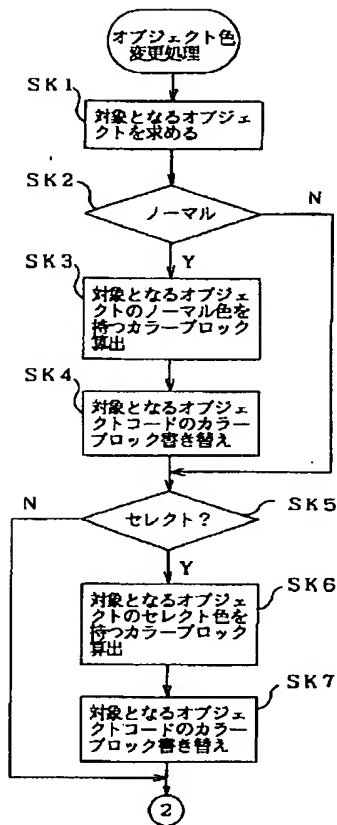 オブジェクト色
変更処理
SK1
対象となるオブジェ
クトを求める
SK2
ノーマル
N
Y
SK3
対象となるオブジェ
クトのノーマル色を
持つカラーブロック
算出
SK4
対象となるオブジェ
クトコードのカラー
ブロック書き替え
N
セレクト？
SK5
Y
対象となるオブジェ
クトのセレクト色を
持つカラーブロック
算出
SK6
対象となるオブジェ
クトコードのカラー
ブロック書き替え
SK7
2